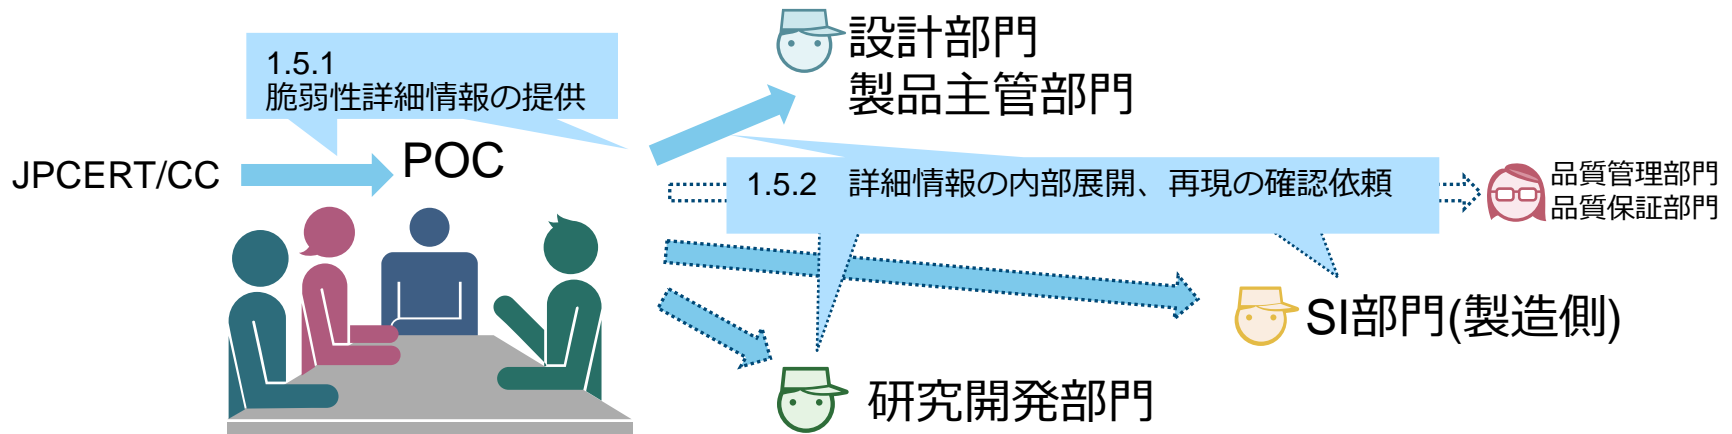 1.5.1
脆弱性詳細情報の提供
JPCERT/CC
POC
設計部門
製品主管部門
1.5.2　詳細情報の内部展開、再現の確認依頼
品質管理部門
品質保証部門
SI部門(製造側)
研究開発部門